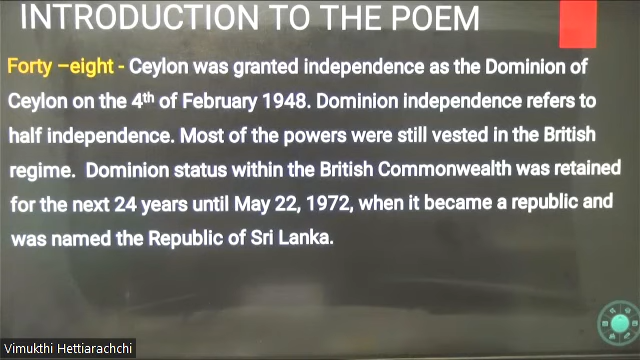 INTRODUCTION TO THE POEM
Forty –eight - Ceylon was granted independence as the Dominion of
Ceylon on the 4th of February 1948. Dominion independence refers to
half independence. Most of the powers were still vested in the British
regime. Dominion status within the British Commonwealth was retained
for the next 24 years until May 22, 1972, when it became a republic and
was named the Republic of Sri Lanka.
Vimukthi Hettiarachchi